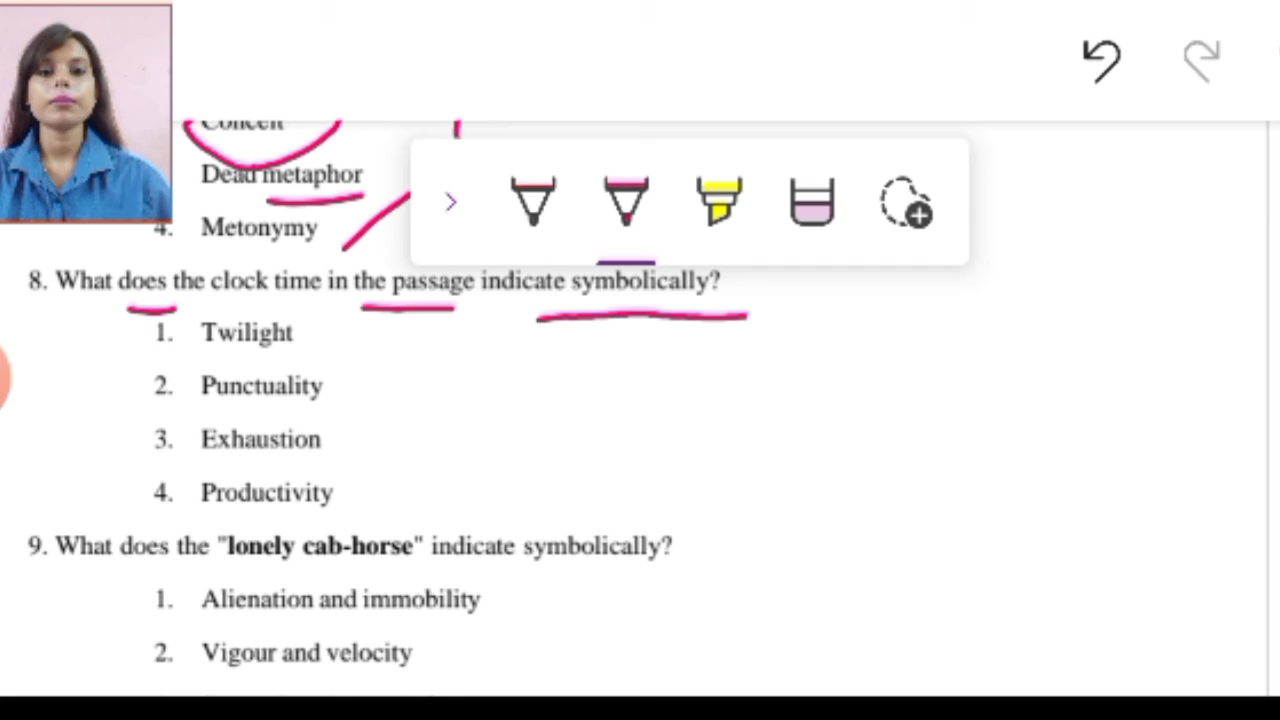 Conceit
Dead metaphor
4. Metonymy
8. What does the clock time in the passage indicate symbolically?
1. Twilight
2. Punctuality
3. Exhaustion
4. Productivity
9. What does the "lonely cab-horse" indicate symbolically?
1. Alienation and immobility
2. Vigour and velocity